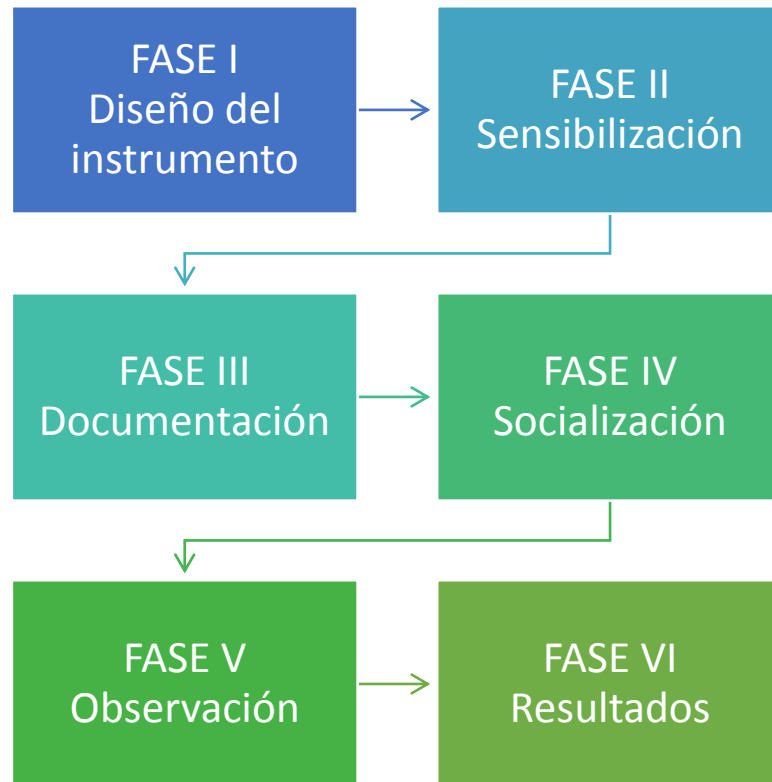 FASE I
Diseño del
instrumento
FASE II
Sensibilización
FASE III
Documentación
FASE IV
Socialización
FASE V
Observación
FASE VI
Resultados